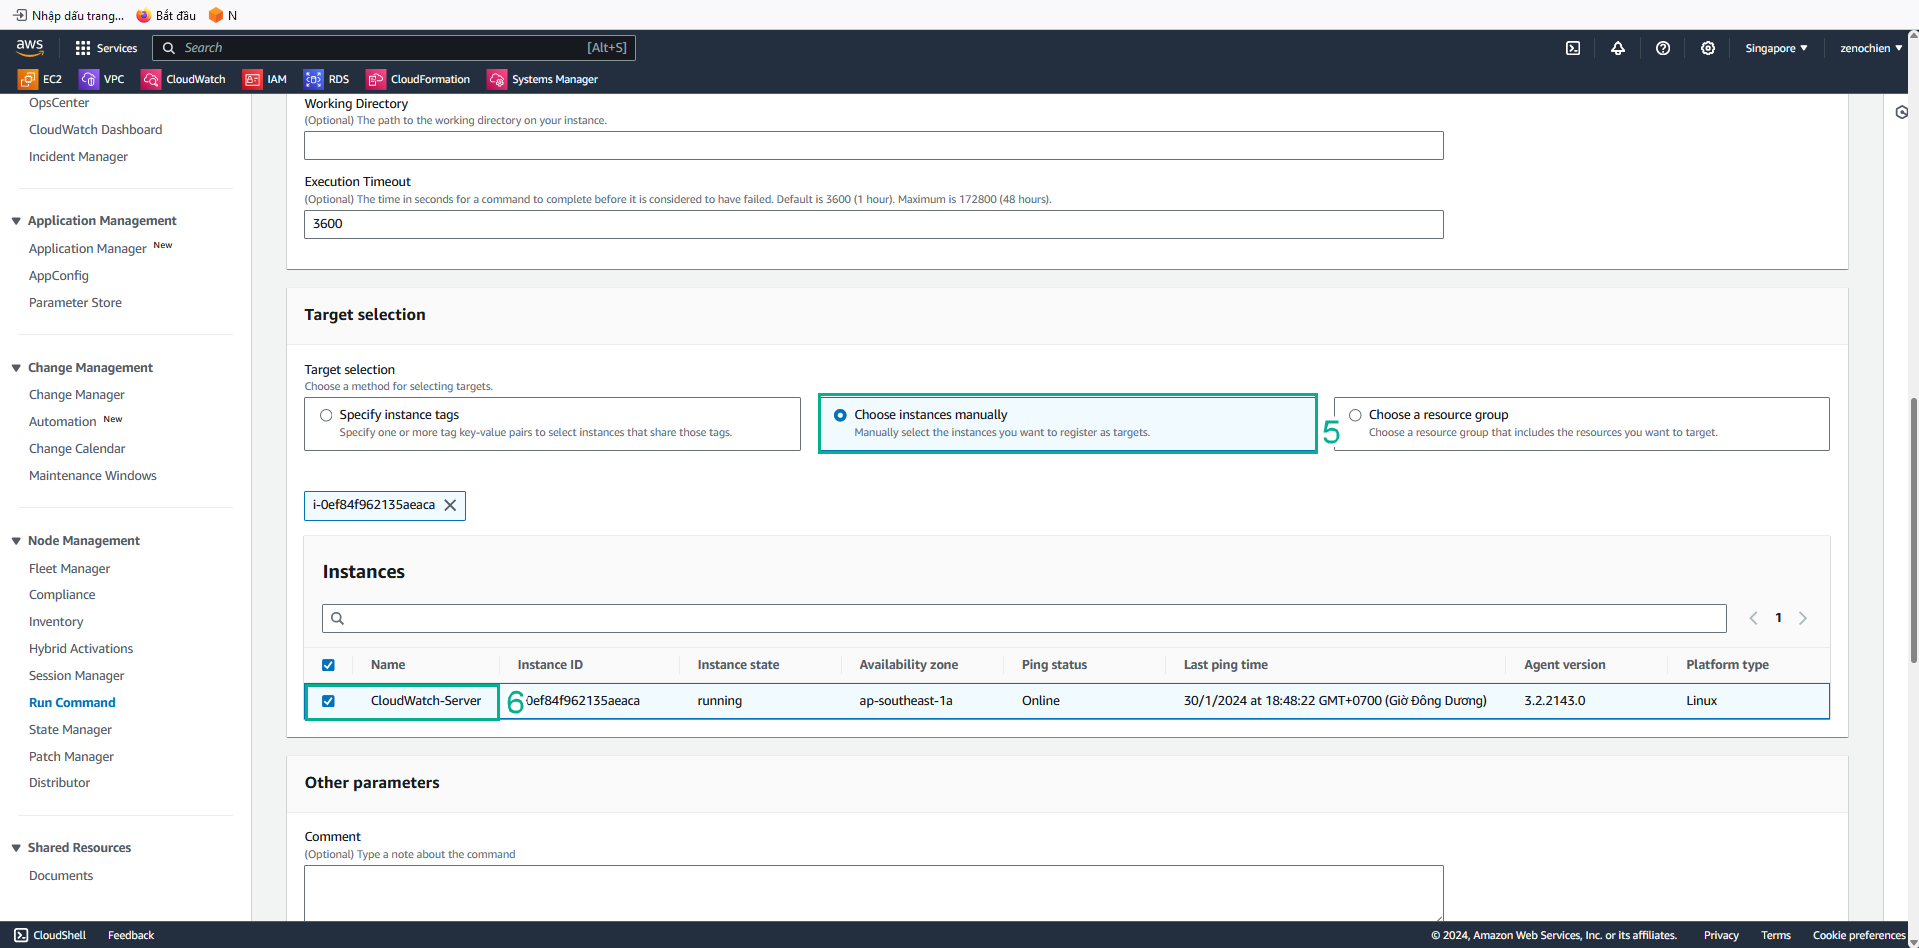 Nhập dấu trang... Bắt đầu N
aws Services Search [Alt+S] Singapore ▼ zenochien ▼
EC2 VPC CloudWatch IAM RDS CloudFormation Systems Manager
OpsCenter
CloudWatch Dashboard
Incident Manager
Application Management
Application Manager New
AppConfig
Parameter Store
Change Management
Change Manager
Automation New
Change Calendar
Maintenance Windows
Node Management
Fleet Manager
Compliance
Inventory
Hybrid Activations
Session Manager
Run Command
State Manager
Patch Manager
Distributor
Shared Resources
Documents
Working Directory
(Optional) The path to the working directory on your instance.
Execution Timeout
(Optional) The time in seconds for a command to complete before it is considered to have failed. Default is 3600 (1 hour). Maximum is 172800 (48 hours).
3600
Target selection
Target selection
Choose a method for selecting targets.
Specify instance tags
Specify one or more tag key-value pairs to select instances that share those tags.
Choose instances manually
Manually select the instances you want to register as targets.
5
Choose a resource group
Choose a resource group that includes the resources you want to target.
i-0ef84f962135aeaca
Instances
1
Name Instance ID Instance state Availability zone Ping status Last ping time Agent version Platform type
CloudWatch-Server 6 0ef84f962135aeaca running ap-southeast-1a Online 30/1/2024 at 18:48:22 GMT+0700 (Giờ Đông Dương) 3.2.2143.0 Linux
Other parameters
Comment
(Optional) Type a note about the command
CloudShell Feedback © 2024, Amazon Web Services, Inc. or its affiliates. Privacy Terms Cookie preferences